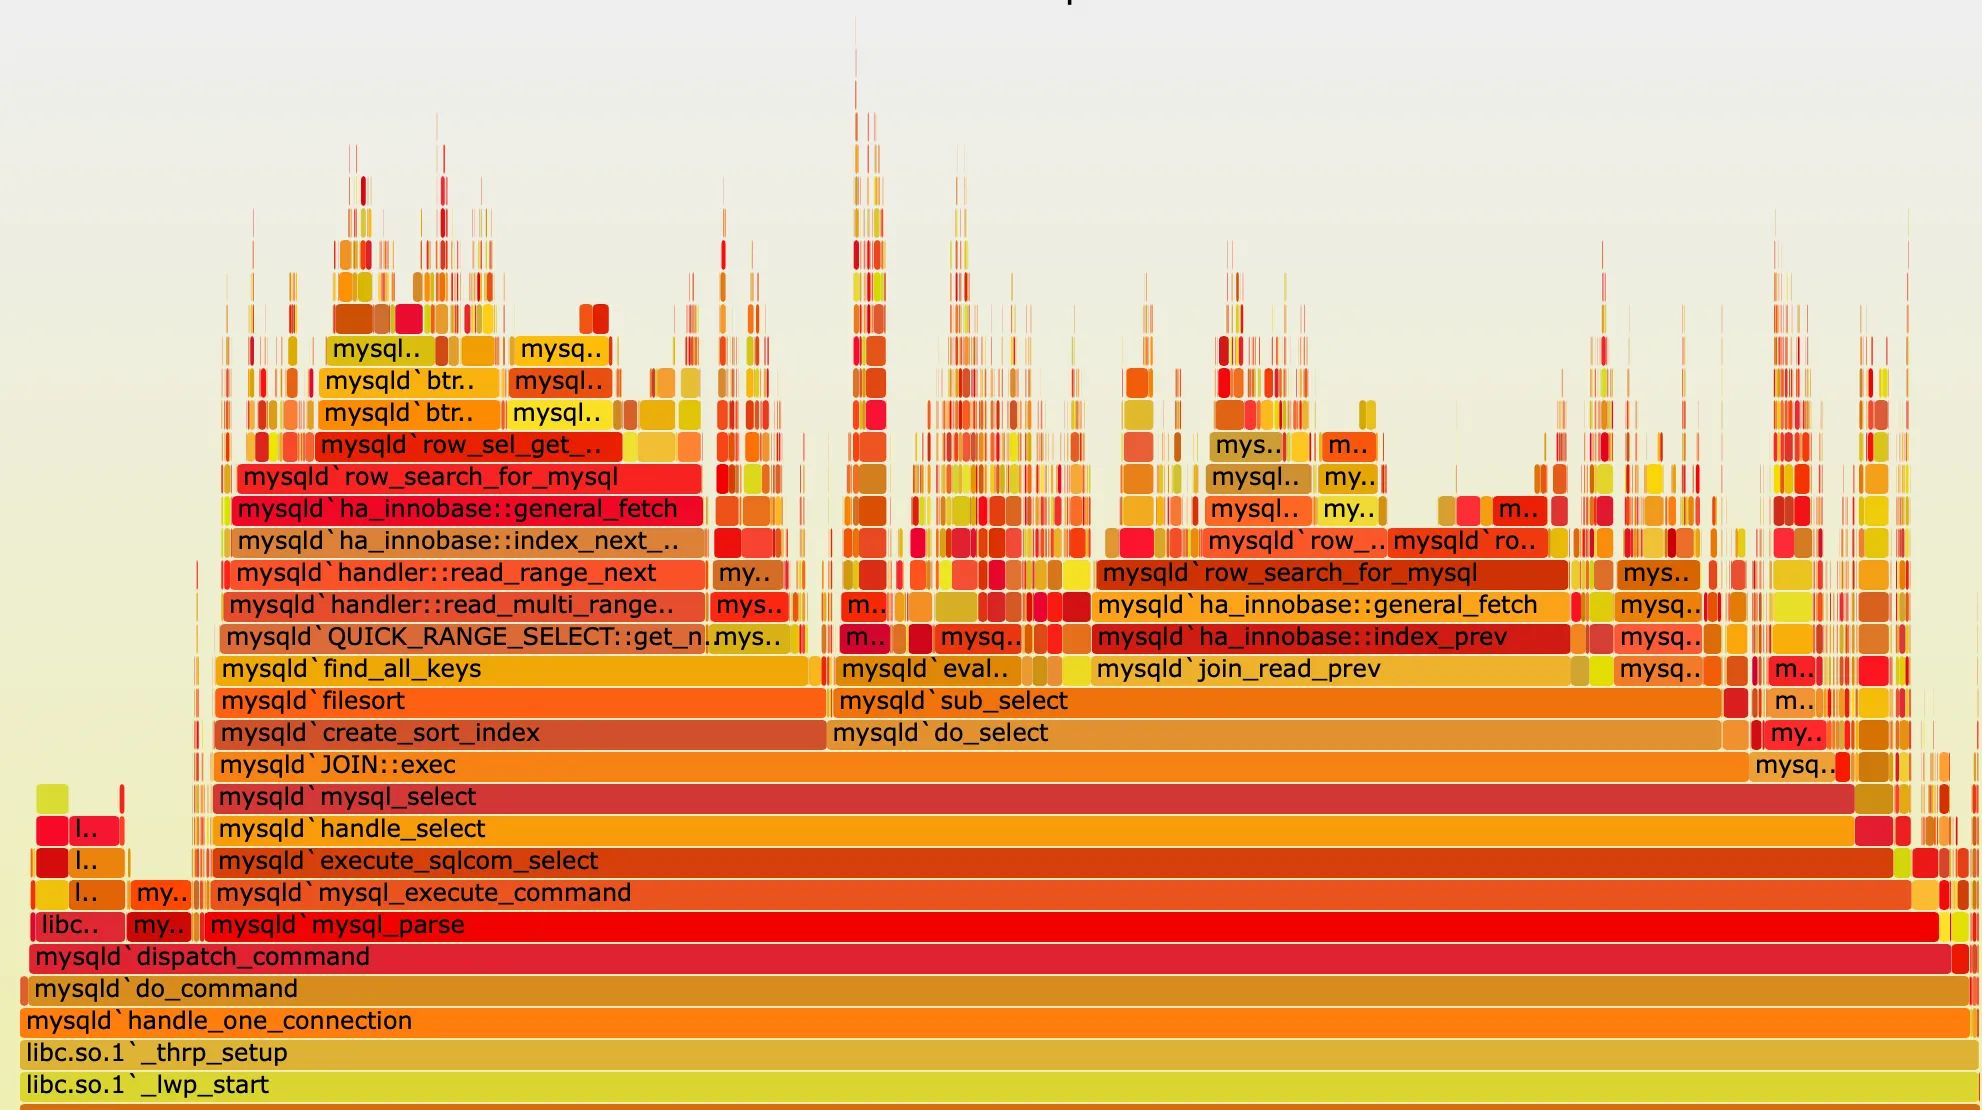 mysql.. mysq..
mysqld`btr.. mysql..
mysqld`btr.. mysql..
mysqld`row_sel_get_.. mys.. m..
mysqld`row_search_for_mysql mysql.. my..
mysqld`ha_innobase::general_fetch mysql.. my.. m..
mysqld`ha_innobase::index_next_.. mysqld`row_.. mysqld`ro..
mysqld`handler::read_range_next my.. mysqld`row_search_for_mysql mys..
mysqld`handler::read_multi_range.. mys.. m.. mysqld`ha_innobase::general_fetch mysq..
mysqld`QUICK_RANGE_SELECT::get_n.. mys.. m.. mysq.. mysqld`ha_innobase::index_prev mysq..
mysqld`find_all_keys mysqld`eval.. mysqld`join_read_prev mysq.. m..
mysqld`filesort mysqld`sub_select m..
mysqld`create_sort_index mysqld`do_select my..
mysqld`JOIN::exec mysq..
mysqld`mysql_select
l.. mysqld`handle_select
l.. mysqld`execute_sqlcom_select
l.. my.. mysqld`mysql_execute_command
libc.. my.. mysqld`mysql_parse
mysqld`dispatch_command
mysqld`do_command
mysqld`handle_one_connection
libc.so.1`_thrp_setup
libc.so.1`_lwp_start